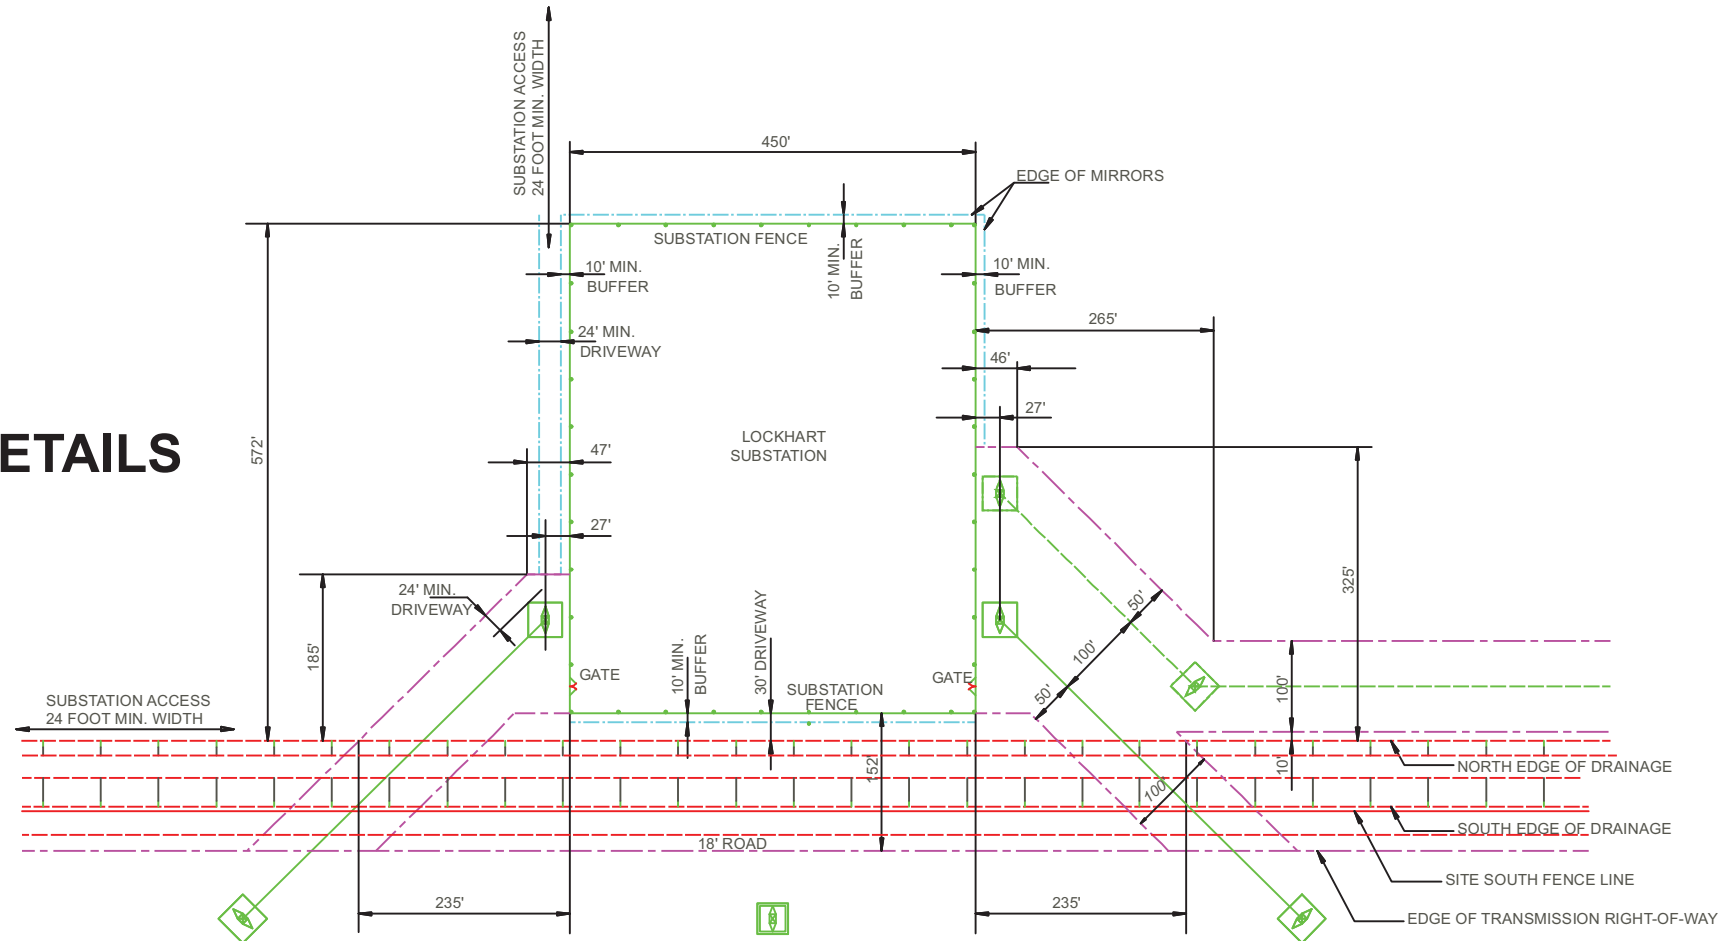 SUBSTATION ACCESS
24 FOOT MIN. WIDTH
450'
EDGE OF MIRRORS
SUBSTATION FENCE
10' MIN.
BUFFER
10' MIN.
BUFFER
10' MIN.
BUFFER
265'
24' MIN.
DRIVEWAY
46'
27'
ETAILS
572'
LOCKHART
SUBSTATION
47'
27'
325'
24' MIN.
DRIVEWAY
185'
50'
100'
50'
GATE
10' MIN.
BUFFER
30' DRIVEWAY
SUBSTATION
FENCE
GATE
100'
SUBSTATION ACCESS
24 FOOT MIN. WIDTH
152'
10'
100'
NORTH EDGE OF DRAINAGE
SOUTH EDGE OF DRAINAGE
18' ROAD
SITE SOUTH FENCE LINE
235'
235'
EDGE OF TRANSMISSION RIGHT-OF-WAY